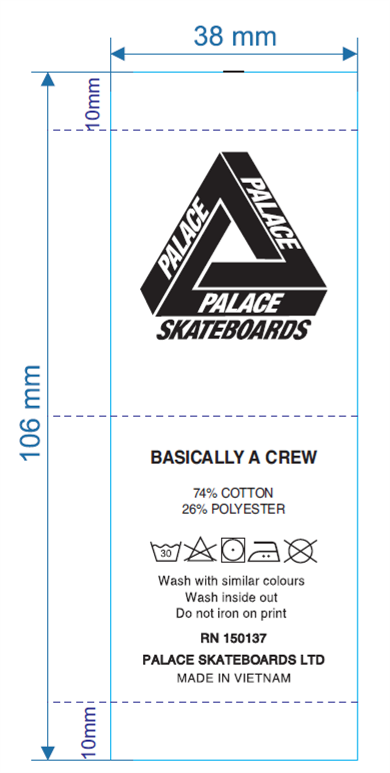 38 mm
10mm
PALACE
PALACE
PALACE
SKATEBOARDS
106 mm
BASICALLY A CREW
74% COTTON
26% POLYESTER
30
Wash with similar colours
Wash inside out
Do not iron on print
RN 150137
PALACE SKATEBOARDS LTD
MADE IN VIETNAM
10mm